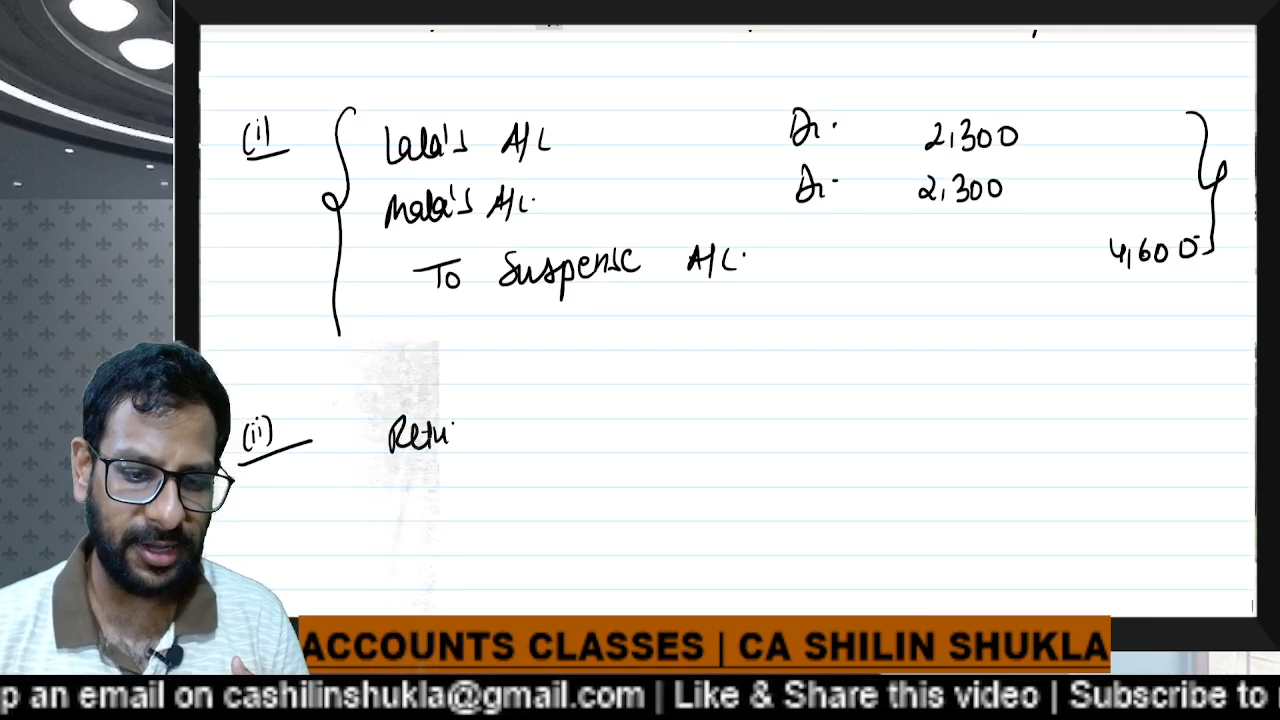 (i) Lala's A/c Dr. 2,300
Mala's A/c. Dr. 2,300
To Suspense A/c. 4,600
(ii) Retu
ACCOUNTS CLASSES | CA SHILIN SHUKLA
p an email on cashilinshukla@gmail.com | Like & Share this video | Subscribe to